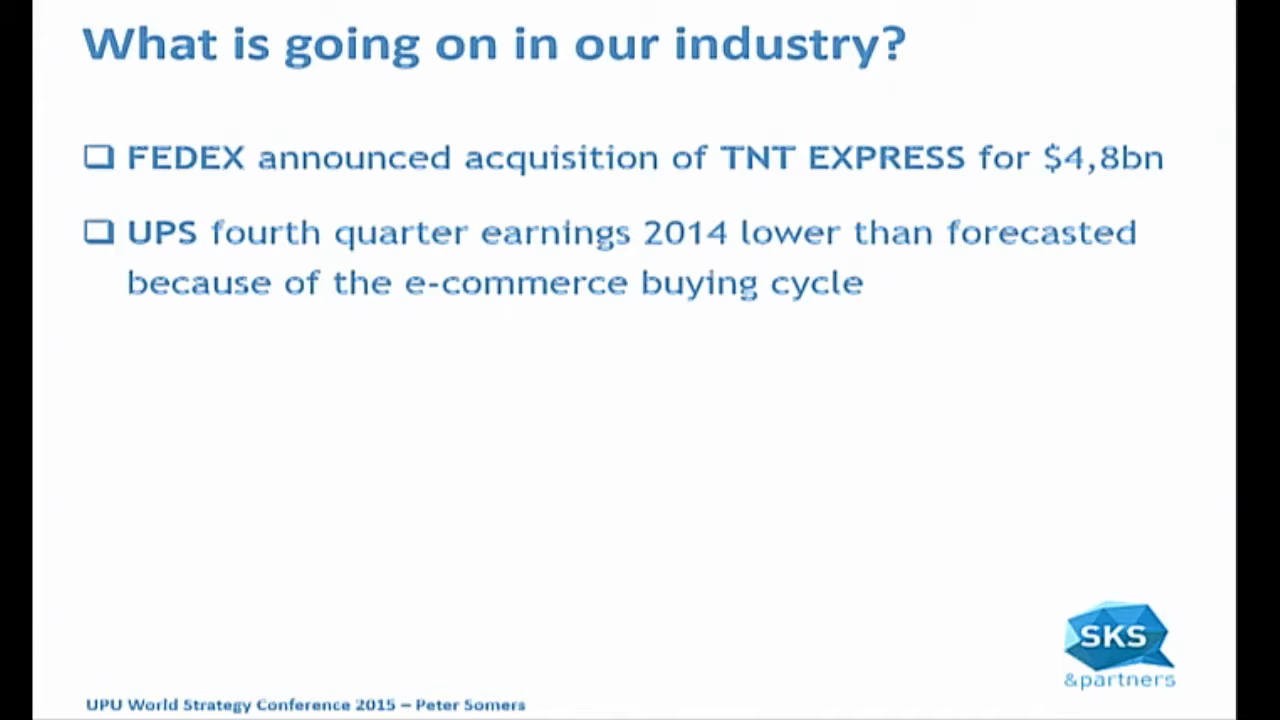 What is going on in our industry?
❑ FEDEX announced acquisition of TNT EXPRESS for $4,8bn
❑ UPS fourth quarter earnings 2014 lower than forecasted
because of the e-commerce buying cycle
SKS
&partners
UPU World Strategy Conference 2015 – Peter Somers